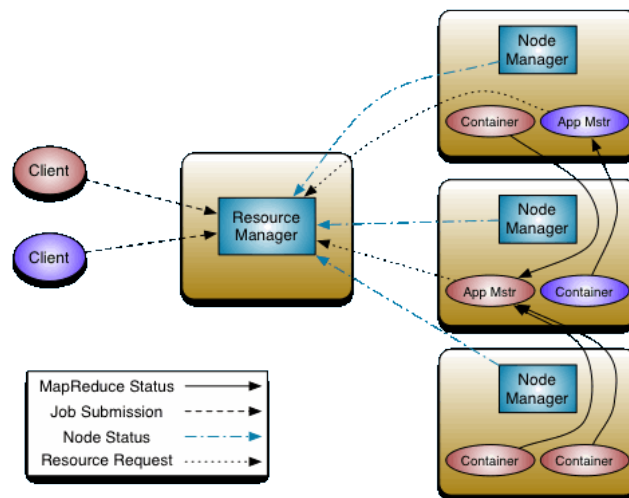 Node
Manager
Container
App Mstr
Client
Resource
Manager
Node
Manager
Client
App Mstr
Container
Node
Manager
MapReduce Status
Job Submission
Node Status
Resource Request
Container
Container